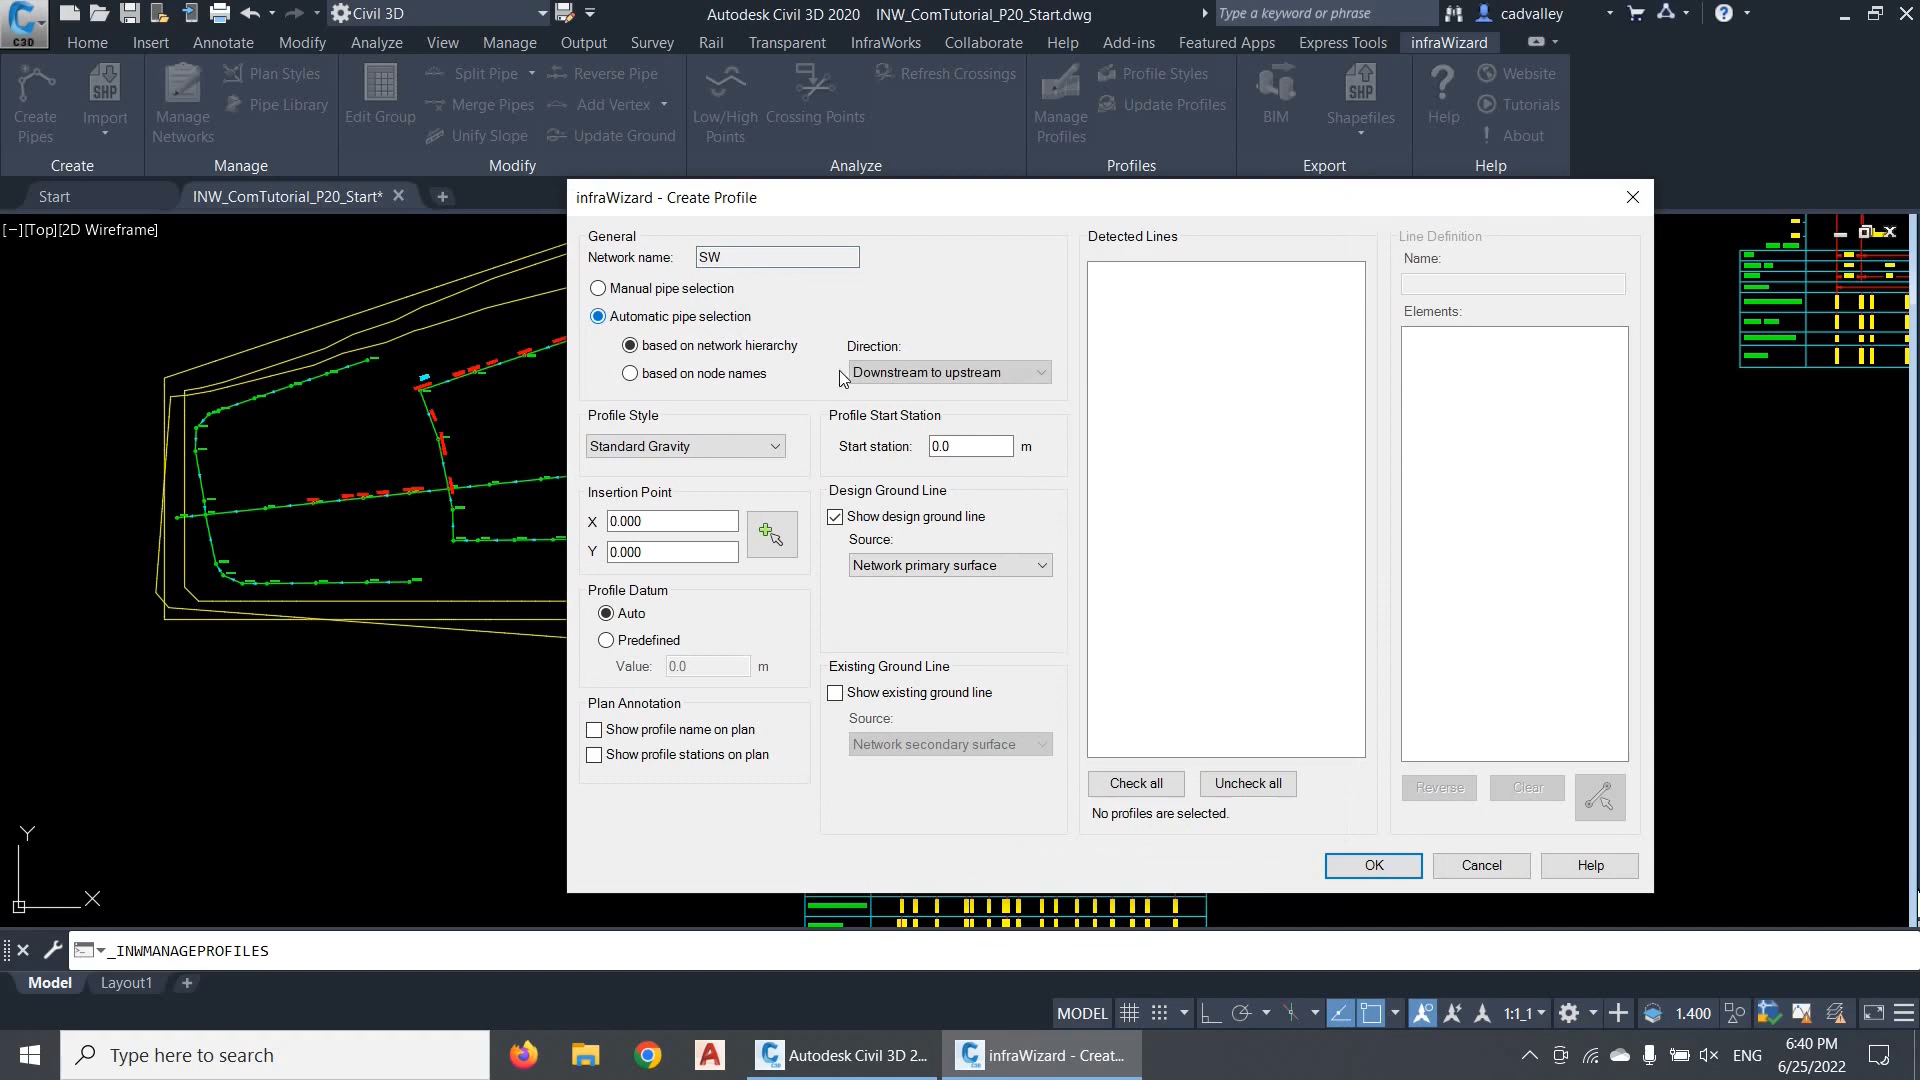 Civil 3D
Autodesk Civil 3D 2020 INW_ComTutorial_P20_Start.dwg
Type a keyword or phrase
cadvalley
C3D
Home Insert Annotate Modify Analyze View Manage Output Survey Rail Transparent InfraWorks Collaborate Help Add-ins Featured Apps Express Tools infraWizard
Create Pipes
SHP
Import
Create
Manage Networks
Plan Styles
Pipe Library
Manage
Edit Group
Split Pipe
Merge Pipes
Unify Slope
Reverse Pipe
Add Vertex
Update Ground
Modify
Low/High Points
Crossing Points
Refresh Crossings
Analyze
Manage Profiles
Profile Styles
Update Profiles
Profiles
BIM
SHP
Shapefiles
Export
Help
Website
Tutorials
About
Help
Start
INW_ComTutorial_P20_Start*
[−][Top][2D Wireframe]
infraWizard - Create Profile
General
Network name: SW
Manual pipe selection
Automatic pipe selection
based on network hierarchy
based on node names
Direction:
Downstream to upstream
Profile Style
Standard Gravity
Profile Start Station
Start station: 0.0 m
Insertion Point
X 0.000
Y 0.000
Design Ground Line
Show design ground line
Source:
Network primary surface
Profile Datum
Auto
Predefined
Value: 0.0 m
Existing Ground Line
Show existing ground line
Source:
Network secondary surface
Plan Annotation
Show profile name on plan
Show profile stations on plan
Detected Lines
Check all
Uncheck all
No profiles are selected.
Line Definition
Name:
Elements:
Reverse
Clear
OK
Cancel
Help
Y
X
_INWMANAGEPROFILES
Model
Layout1
MODEL
1:1_1
1.400
Type here to search
Autodesk Civil 3D 2...
infraWizard - Creat...
ENG
6:40 PM
6/25/2022